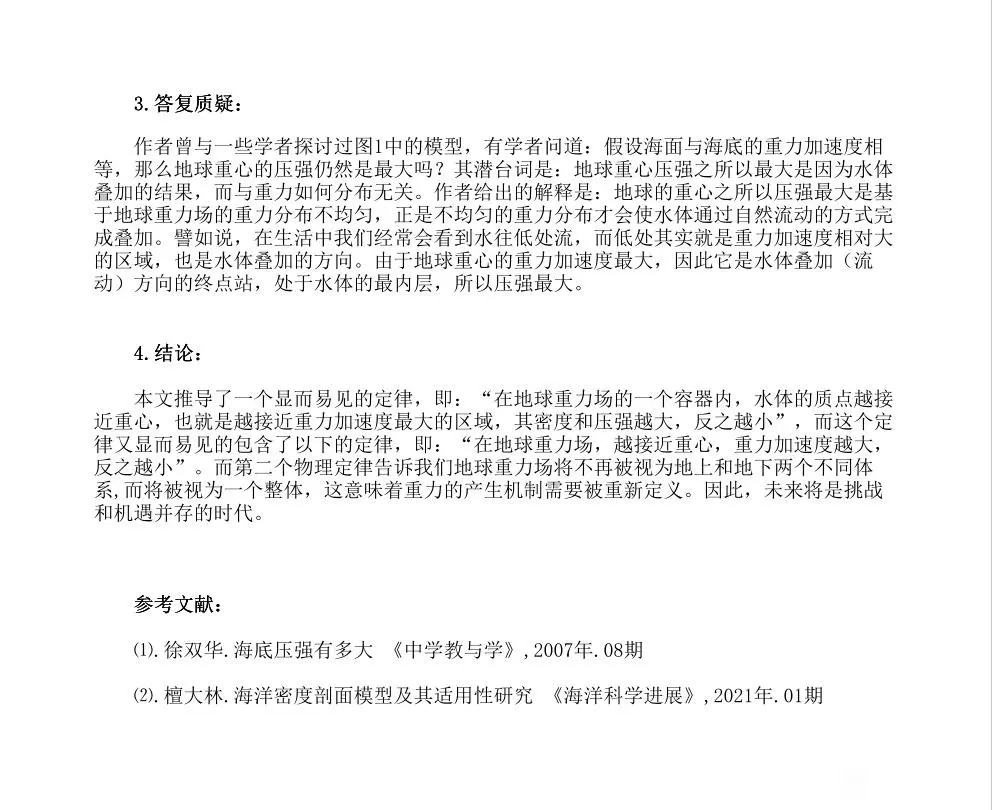 3.答复质疑：
作者曾与一些学者探讨过图1中的模型，有学者问道：假设海面与海底的重力加速度相
等，那么地球重心的压强仍然是最大吗？其潜台词是：地球重心压强之所以最大是因为水体
叠加的结果，而与重力如何分布无关。作者给出的解释是：地球的重心之所以压强最大是基
于地球重力场的重力分布不均匀，正是不均匀的重力分布才会使水体通过自然流动的方式完
成叠加。譬如说，在生活中我们经常会看到水往低处流，而低处其实就是重力加速度相对大
的区域，也是水体叠加的方向。由于地球重心的重力加速度最大，因此它是水体叠加（流
动）方向的终点站，处于水体的最内层，所以压强最大。
4.结论：
本文推导了一个显而易见的定律，即：“在地球重力场的一个容器内，水体的质点越接
近重心，也就是越接近重力加速度最大的区域，其密度和压强越大，反之越小”，而这个定
律又显而易见的包含了以下的定律，即：“在地球重力场，越接近重心，重力加速度越大，
反之越小”。而第二个物理定律告诉我们地球重力场将不再被视为地上和地下两个不同体
系,而将被视为一个整体，这意味着重力的产生机制需要被重新定义。因此，未来将是挑战
和机遇并存的时代。
参考文献：
⑴.徐双华.海底压强有多大 《中学教与学》,2007年.08期
⑵.檀大林.海洋密度剖面模型及其适用性研究 《海洋科学进展》,2021年.01期